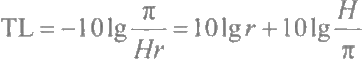 TL = −10 lg π/(Hr) = 10 lg r + 10 lg H/π